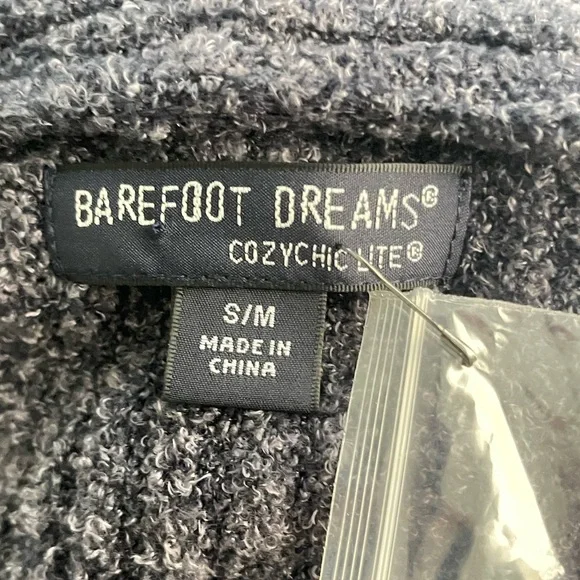 BAREFOOT DREAMS®
COZYCHIC LITE®
S/M
MADE IN
CHINA